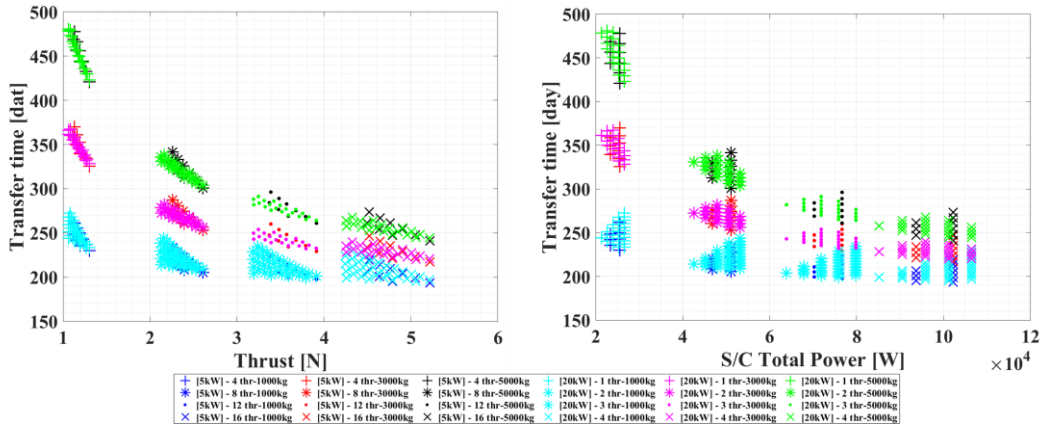 Transfer time [dat]
500
450
400
350
300
250
200
150
1 2 3 4 5 6
Thrust [N]
Transfer time [day]
500
450
400
350
300
250
200
150
2 4 6 8 10 12
×10⁴
S/C Total Power [W]
[5kW] - 4 thr-1000kg [5kW] - 4 thr-3000kg [5kW] - 4 thr-5000kg [20kW] - 1 thr-1000kg [20kW] - 1 thr-3000kg [20kW] - 1 thr-5000kg
[5kW] - 8 thr-1000kg [5kW] - 8 thr-3000kg [5kW] - 8 thr-5000kg [20kW] - 2 thr-1000kg [20kW] - 2 thr-3000kg [20kW] - 2 thr-5000kg
[5kW] - 12 thr-1000kg [5kW] - 12 thr-3000kg [5kW] - 12 thr-5000kg [20kW] - 3 thr-1000kg [20kW] - 3 thr-3000kg [20kW] - 3 thr-5000kg
[5kW] - 16 thr-1000kg [5kW] - 16 thr-3000kg [5kW] - 16 thr-5000kg [20kW] - 4 thr-1000kg [20kW] - 4 thr-3000kg [20kW] - 4 thr-5000kg